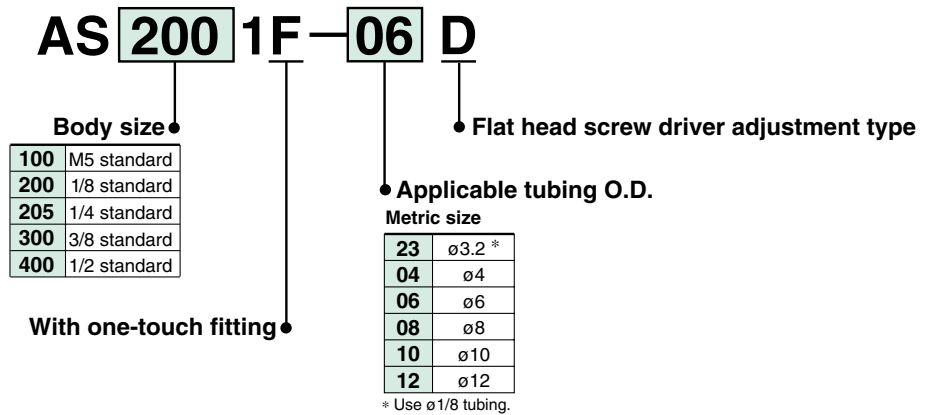 AS 200 1F — 06 D
Body size
100 M5 standard
200 1/8 standard
205 1/4 standard
300 3/8 standard
400 1/2 standard
With one-touch fitting
Flat head screw driver adjustment type
Applicable tubing O.D.
Metric size
23 ø3.2 *
04 ø4
06 ø6
08 ø8
10 ø10
12 ø12
* Use ø1/8 tubing.